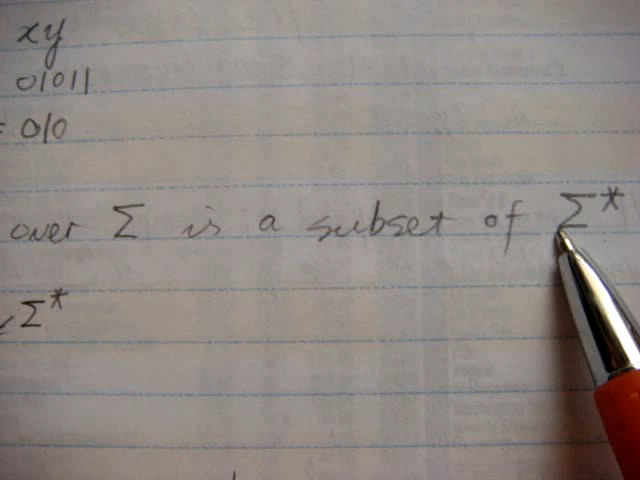 xy
01011
= 010
over Σ is a subset of Σ*
Σ*